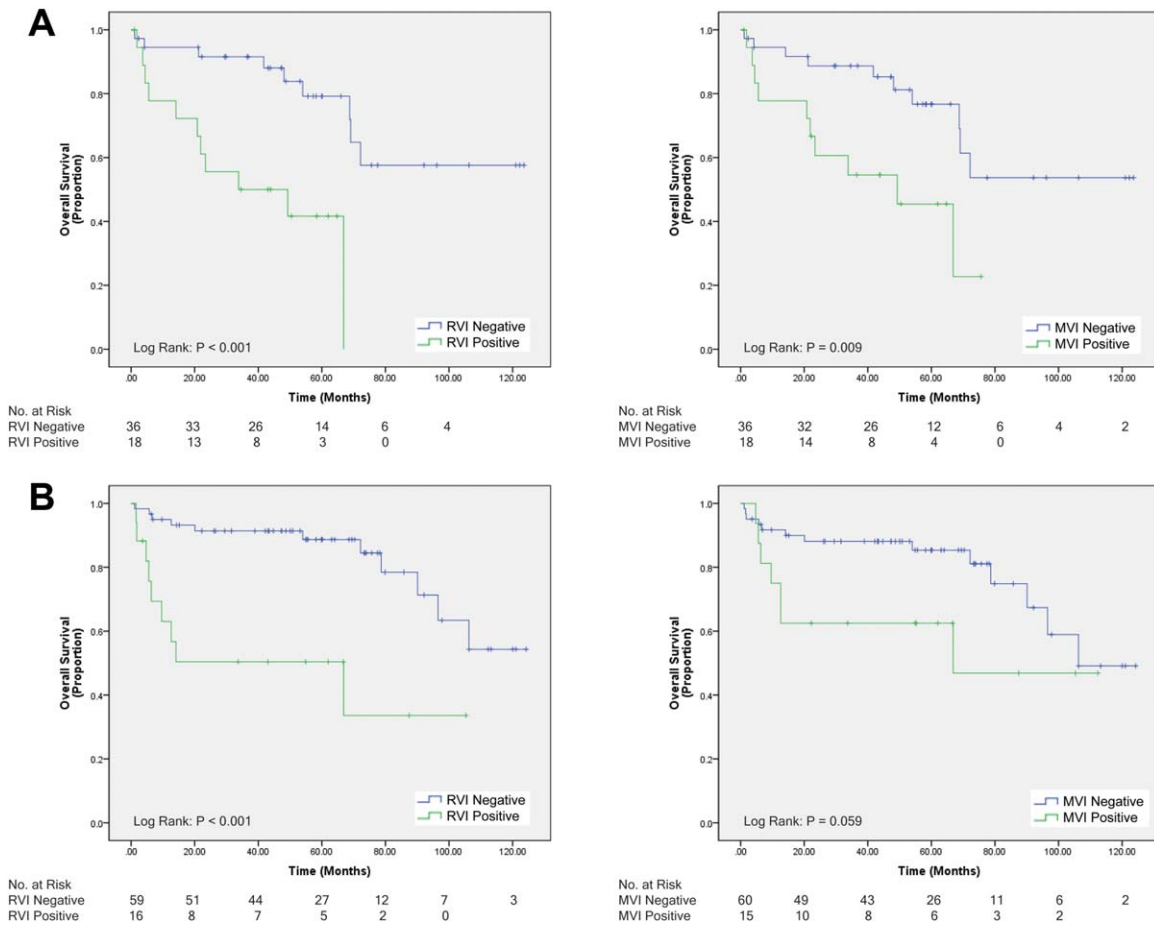 A
1.0
0.8
0.6
0.4
0.2
0.0
Overall Survival
(Proportion)
RVI Negative
RVI Positive
Log Rank: P < 0.001
.00 20.00 40.00 60.00 80.00 100.00 120.00
Time (Months)
No. at Risk
RVI Negative 36 33 26 14 6 4
RVI Positive 18 13 8 3 0
1.0
0.8
0.6
0.4
0.2
0.0
Overall Survival
(Proportion)
MVI Negative
MVI Positive
Log Rank: P = 0.009
.00 20.00 40.00 60.00 80.00 100.00 120.00
Time (Months)
No. at Risk
MVI Negative 36 32 26 12 6 4 2
MVI Positive 18 14 8 4 0
B
1.0
0.8
0.6
0.4
0.2
0.0
Overall Survival
(Proportion)
RVI Negative
RVI Positive
Log Rank: P < 0.001
.00 20.00 40.00 60.00 80.00 100.00 120.00
Time (Months)
No. at Risk
RVI Negative 59 51 44 27 12 7 3
RVI Positive 16 8 7 5 2 0
1.0
0.8
0.6
0.4
0.2
0.0
Overall Survival
(Proportion)
MVI Negative
MVI Positive
Log Rank: P = 0.059
.00 20.00 40.00 60.00 80.00 100.00 120.00
Time (Months)
No. at Risk
MVI Negative 60 49 43 26 11 6 2
MVI Positive 15 10 8 6 3 2